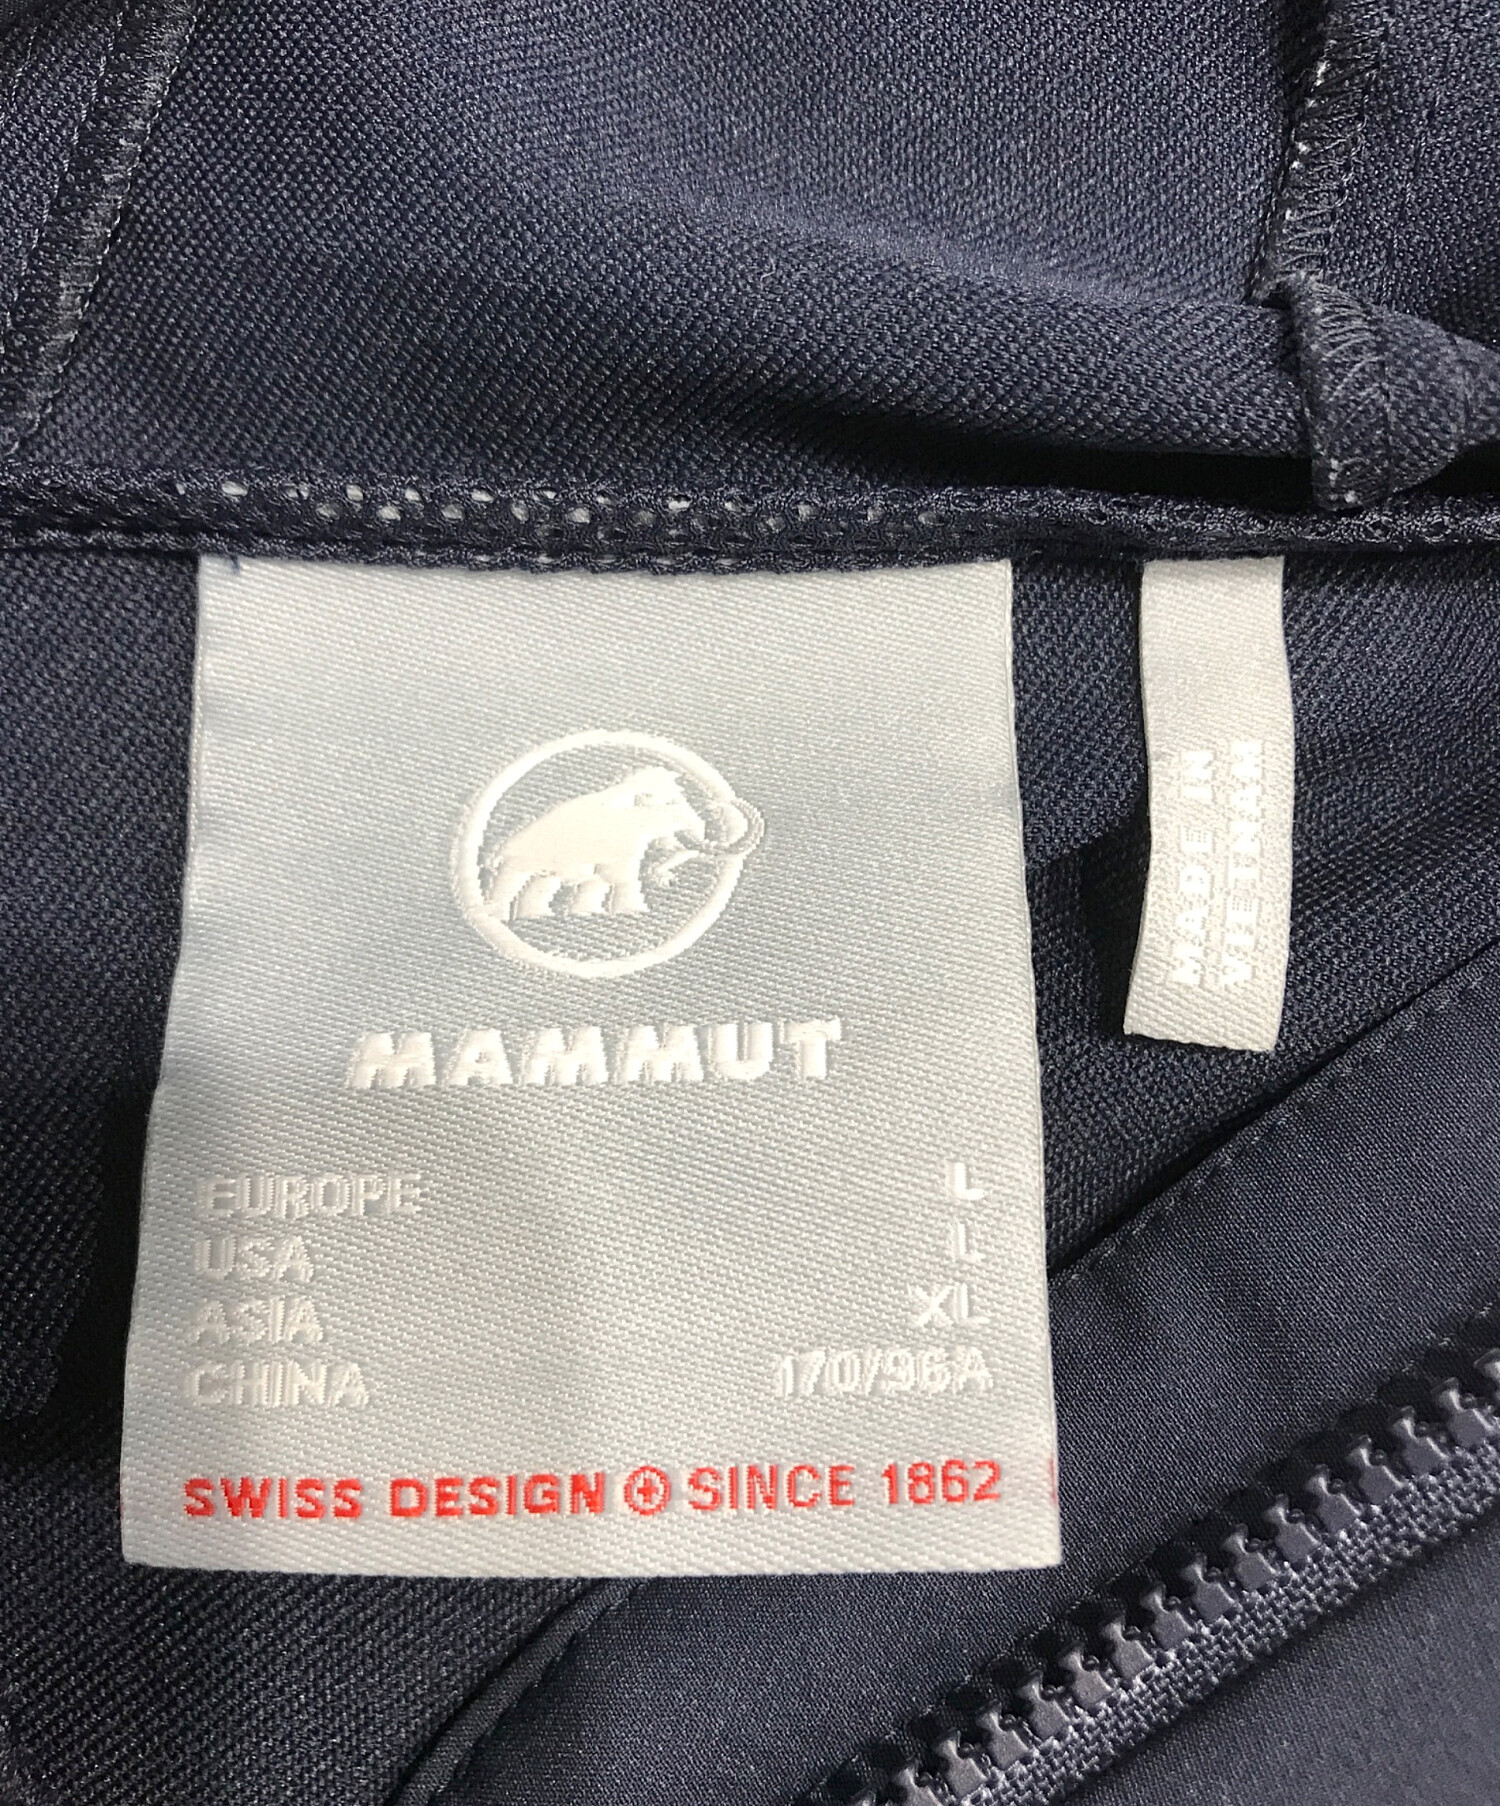 MAMMUT
EUROPE L
USA L
ASIA XL
CHINA 170/96A
SWISS DESIGN SINCE 1862
MADE IN
VIETNAM